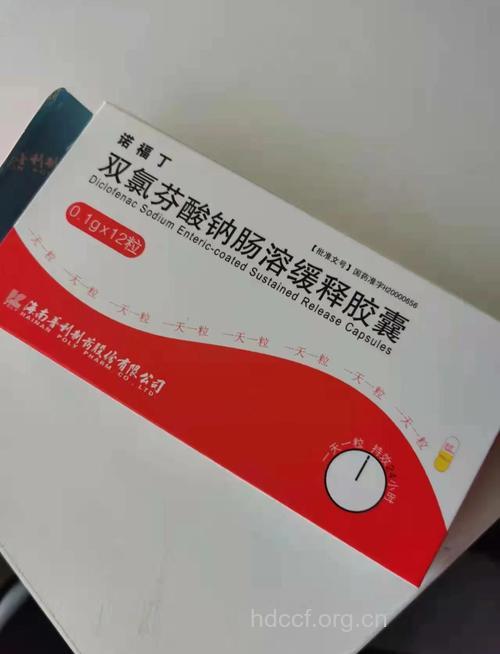 诺福丁
双氯芬酸钠肠溶缓释胶囊
Diclofenac Sodium Enteric-coated Sustained Release Capsules
【批准文号】国药准字H20000656
0.1g×12粒
一天一粒 一天一粒 一天一粒 一天一粒 一天一粒 一天一粒 一天一粒 一天一粒 一天一粒
海南普利制药股份有限公司
HAINAN POLY PHARM CO., LTD
一天一粒 持效24小时
hdccf.org.cn